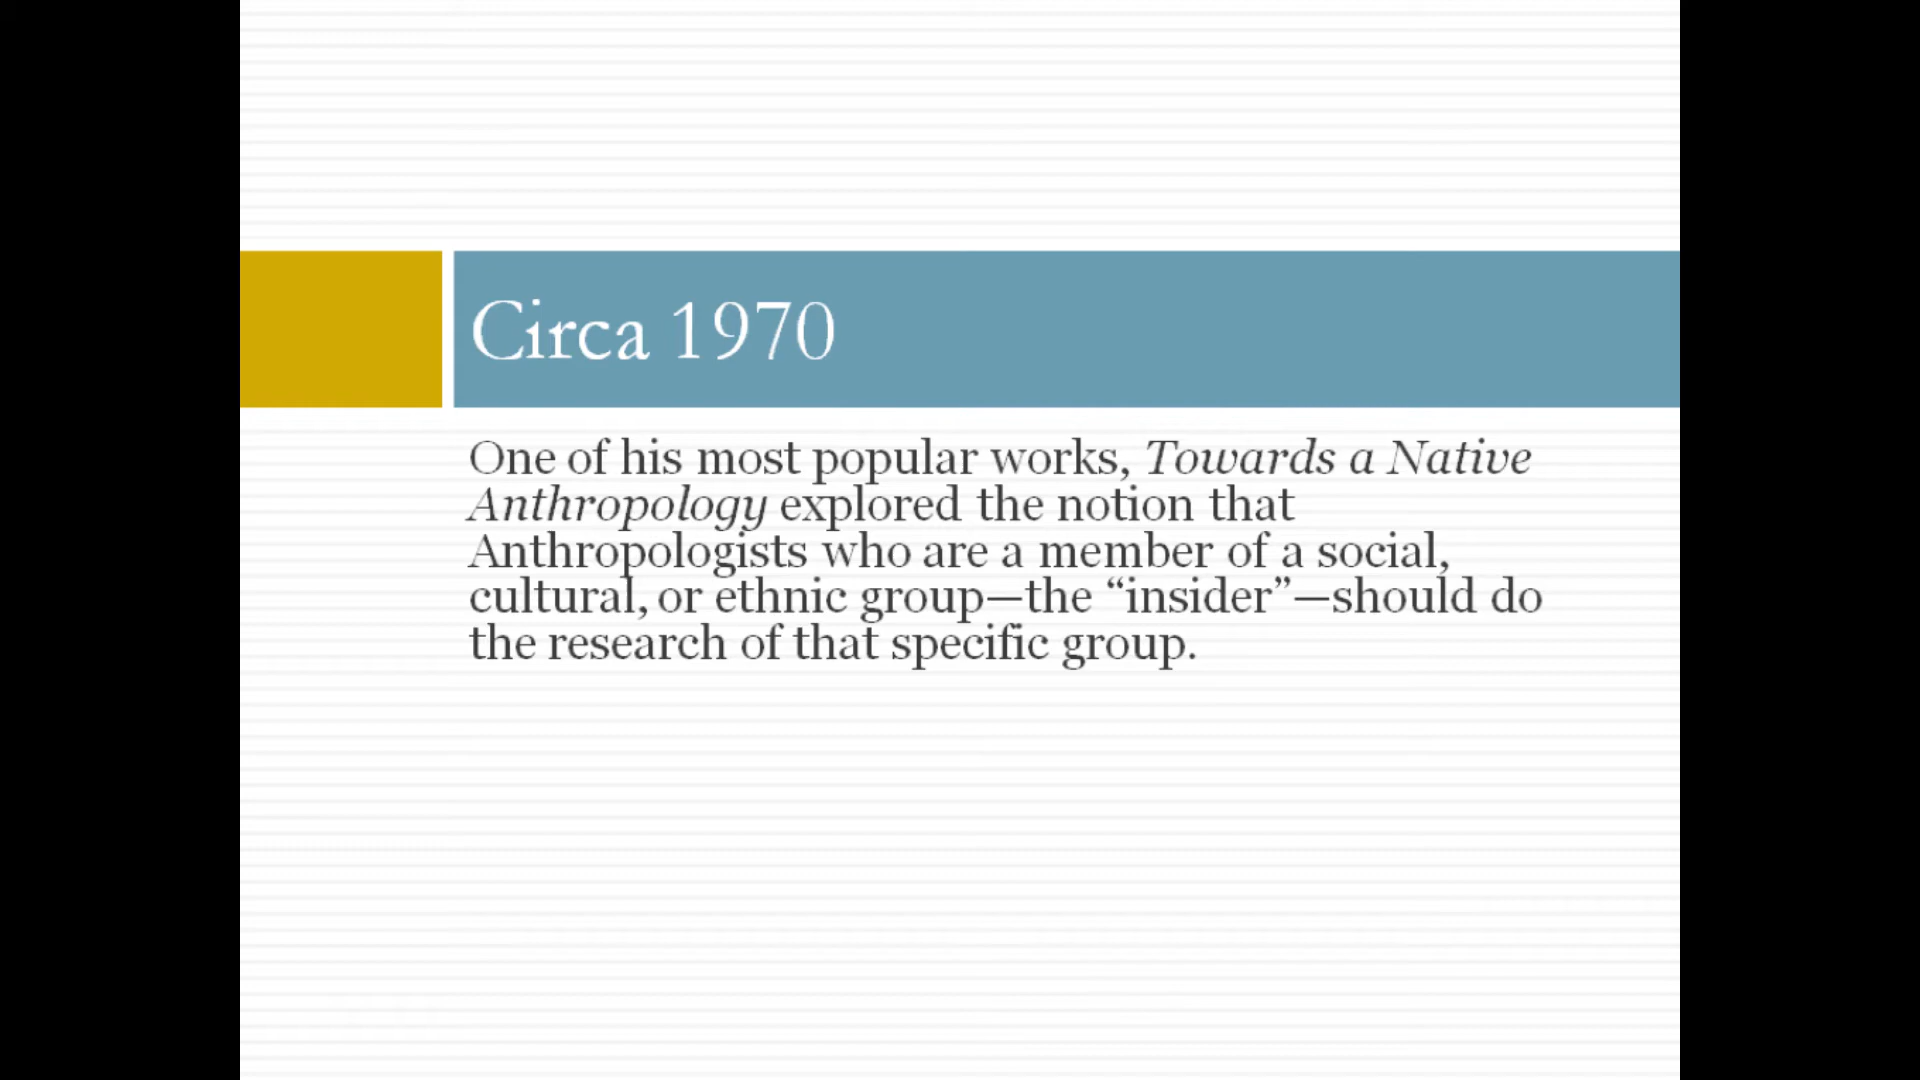 Circa 1970
One of his most popular works, Towards a Native
Anthropology explored the notion that
Anthropologists who are a member of a social,
cultural, or ethnic group—the “insider”—should do
the research of that specific group.